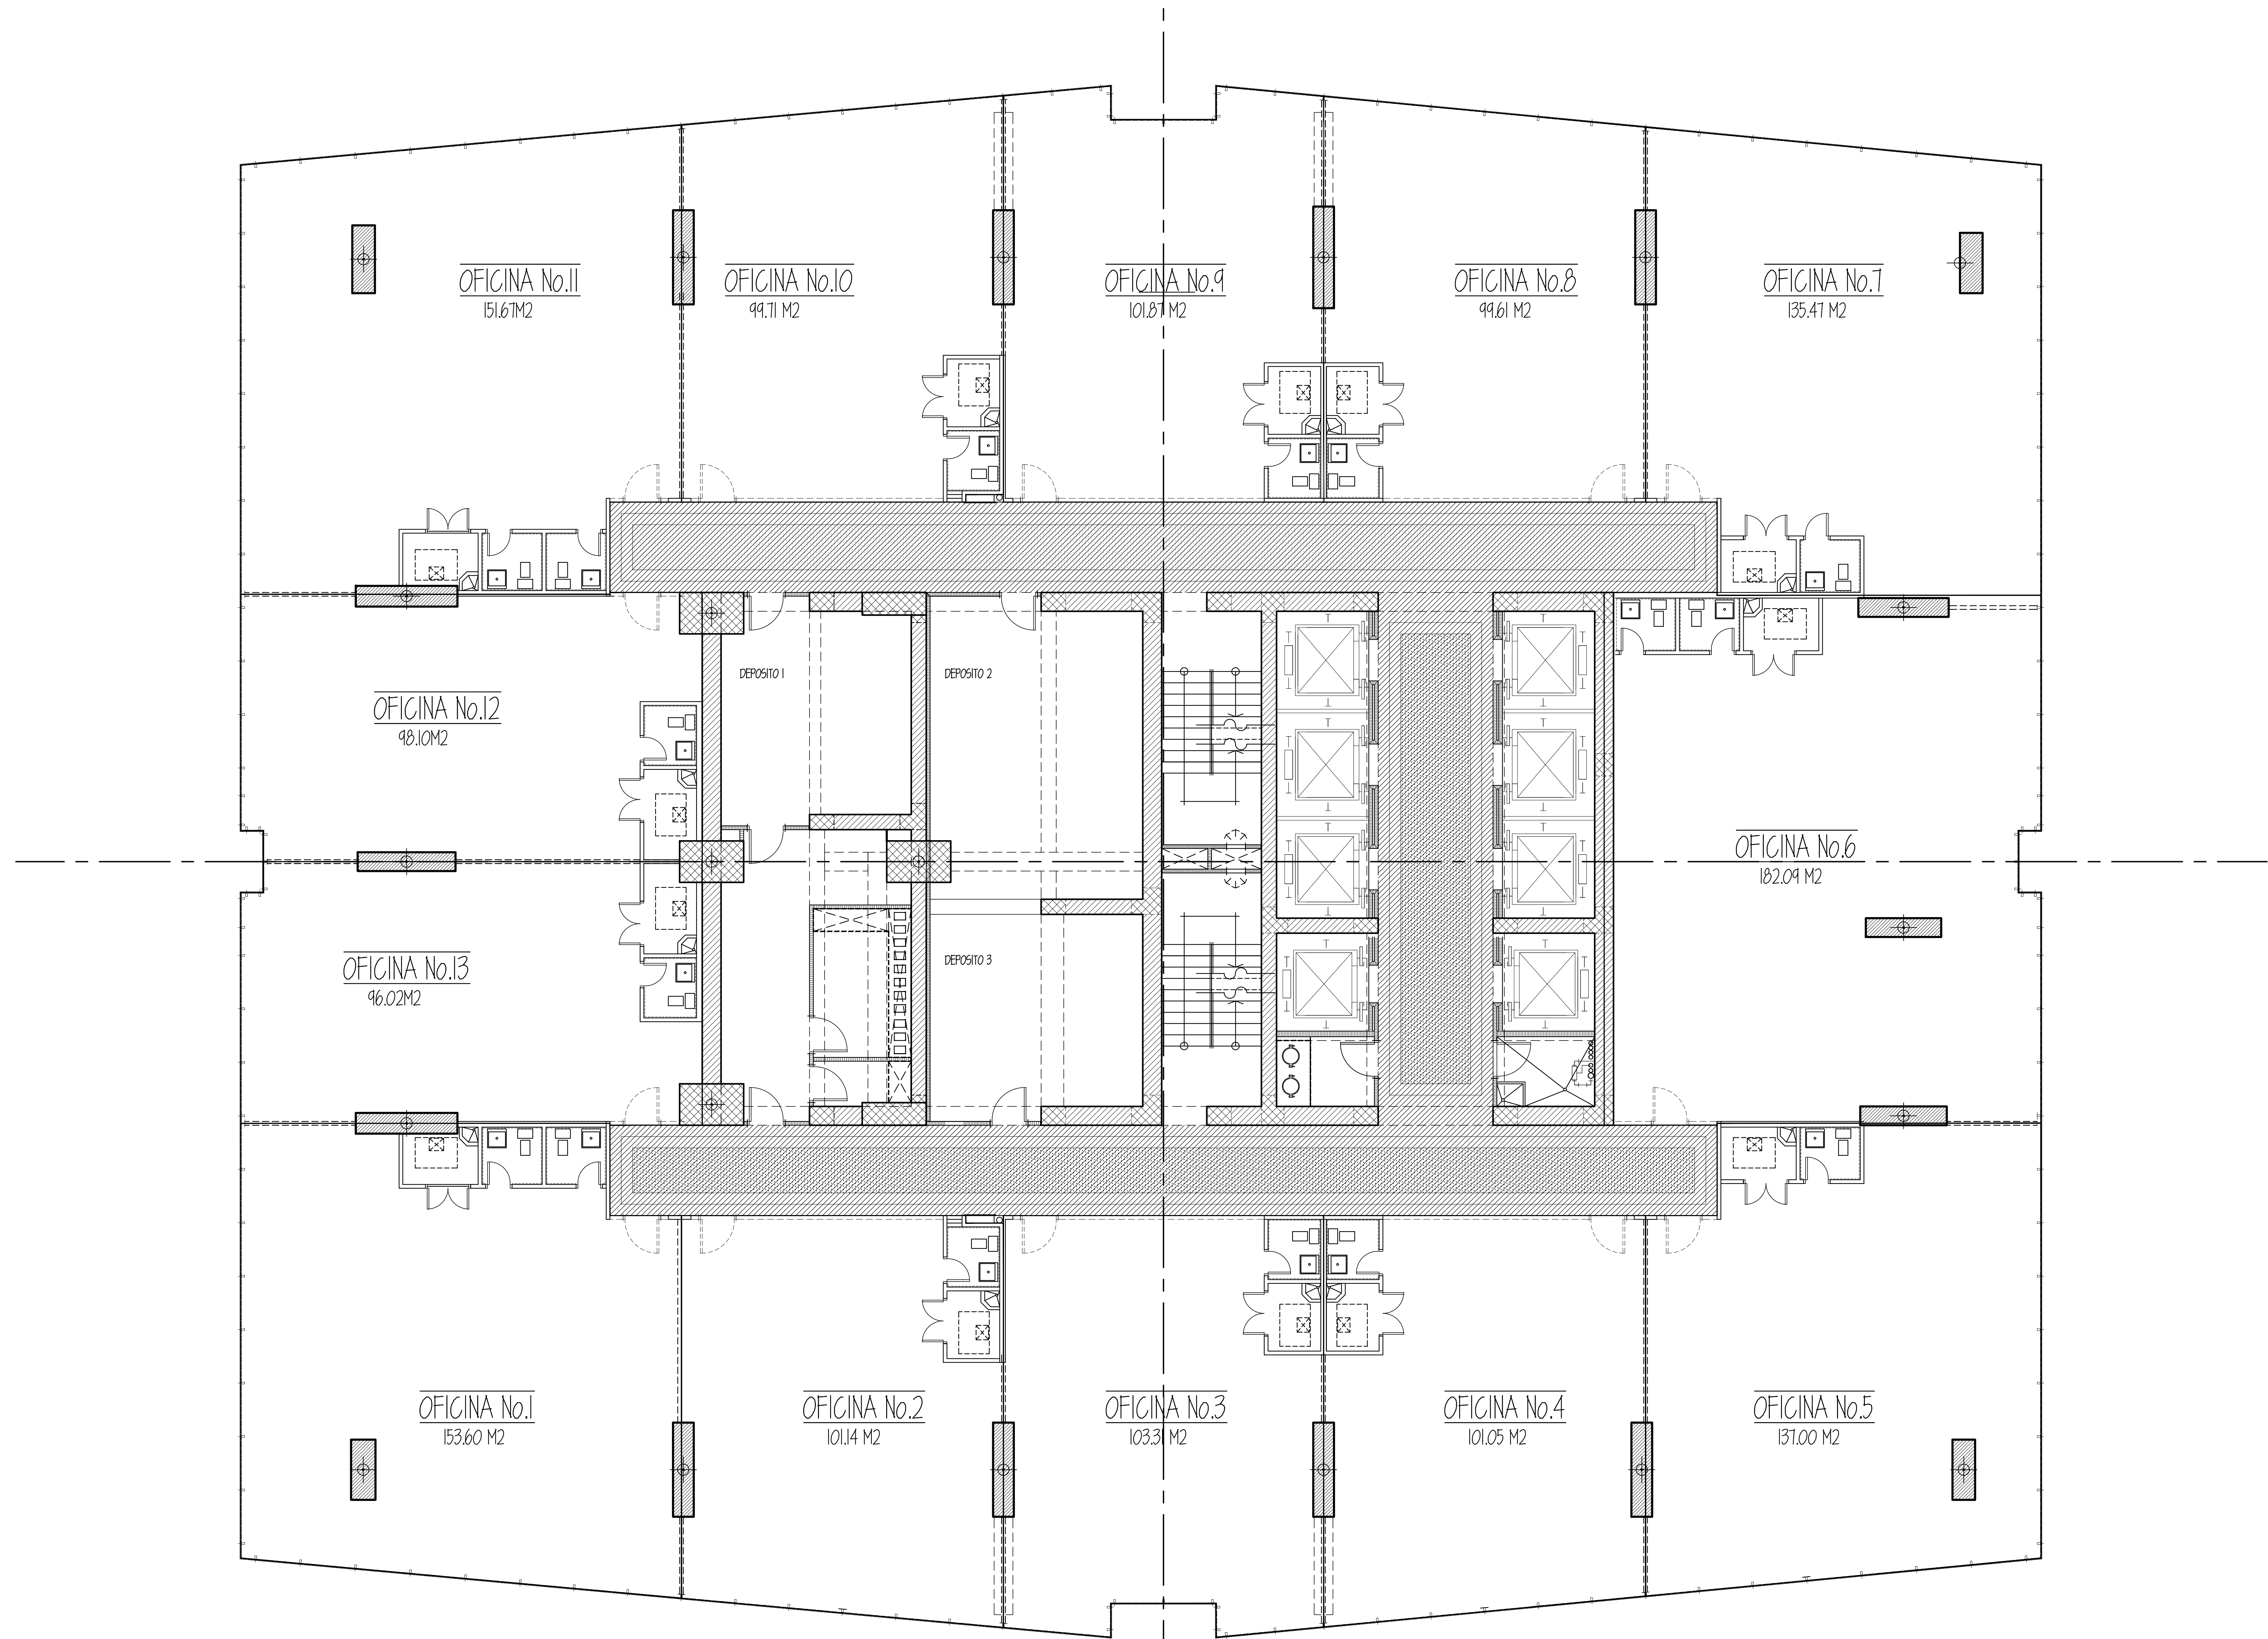 OFICINA No.11
151.67M2
OFICINA No.10
99.71 M2
OFICINA No.9
101.87 M2
OFICINA No.8
99.61 M2
OFICINA No.7
135.47 M2
DEPOSITO 1
DEPOSITO 2
OFICINA No.12
98.10M2
OFICINA No.6
182.09 M2
OFICINA No.13
96.02M2
DEPOSITO 3
OFICINA No.1
153.60 M2
OFICINA No.2
101.14 M2
OFICINA No.3
103.31 M2
OFICINA No.4
101.05 M2
OFICINA No.5
137.00 M2